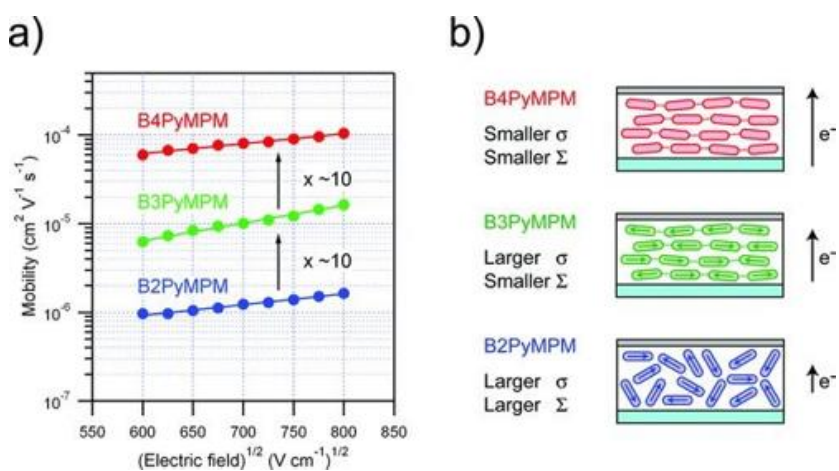 a)
Mobility (cm² V⁻¹ s⁻¹)
10⁻⁴
10⁻⁵
10⁻⁶
10⁻⁷
B4PyMPM
x ~10
B3PyMPM
x ~10
B2PyMPM
550 600 650 700 750 800 850
(Electric field)¹/² (V cm⁻¹)¹/²
b)
B4PyMPM
Smaller σ
Smaller Σ
e⁻
B3PyMPM
Larger σ
Smaller Σ
e⁻
B2PyMPM
Larger σ
Larger Σ
e⁻